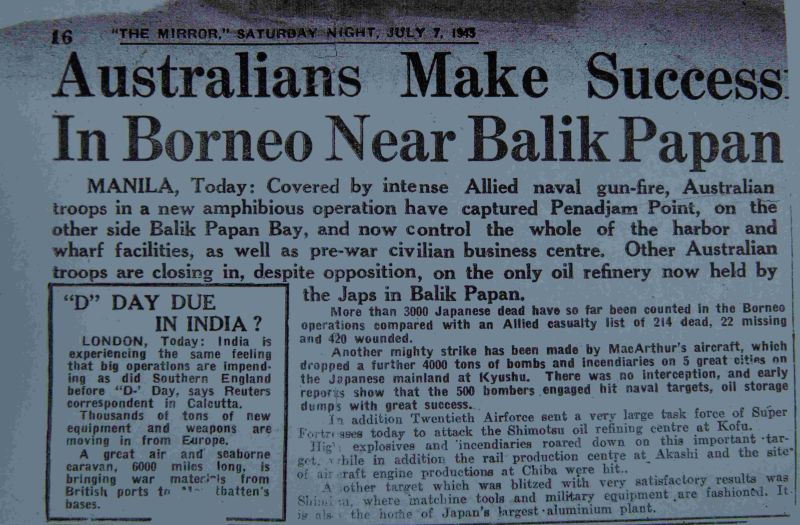 16 "THE MIRROR," SATURDAY NIGHT, JULY 7, 1945
Australians Make Success
In Borneo Near Balik Papan
MANILA, Today: Covered by intense Allied naval gun-fire, Australian
troops in a new amphibious operation have captured Penadjam Point, on the
other side Balik Papan Bay, and now control the whole of the harbor and
wharf facilities, as well as pre-war civilian business centre. Other Australian
troops are closing in, despite opposition, on the only oil refinery now held by
the Japs in Balik Papan.
"D" DAY DUE
IN INDIA?
LONDON, Today: India is
experiencing the same feeling
that big operations are impend-
ing as did Southern England
before "D-' Day, says Reuters
correspondent in Calcutta.
Thousands of tons of new
equipment and weapons are
moving in from Europe.
A great air and seaborne
caravan, 6000 miles long, is
bringing war materials from
British ports to batten's
bases.
More than 3000 Japanese dead have so far been counted in the Borneo
operations compared with an Allied casualty list of 214 dead, 22 missing
and 420 wounded.
Another mighty strike has been made by MacArthur's aircraft, which
dropped a further 4000 tons of bombs and incendiaries on 5 great cities on
the Japanese mainland at Kyushu. There was no interception, and early
reports show that the 500 bombers engaged hit naval targets, oil storage
dumps with great success.
In addition Twentieth Airforce sent a very large task force of Super
Fortresses today to attack the Shimotsu oil refining centre at Kofu.
High explosives and incendiaries roared down on this important tar-
get, while in addition the rail production centre at Akashi and the site
of aircraft engine productions at Chiba were hit..
Another target which was blitzed with very satisfactory results was
where matchine tools and military equipment are fashioned. It
is also the home of Japan's largest aluminium plant.